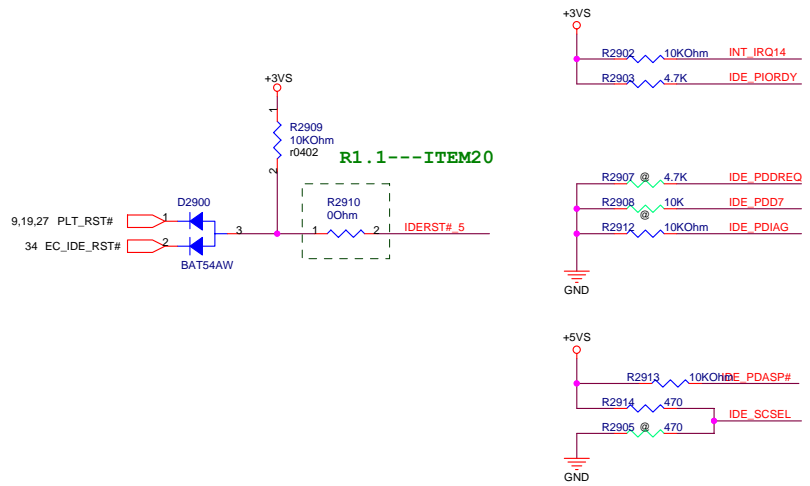 +3VS
R2902 10KOhm INT_IRQ14
R2903 4.7K IDE_PIORDY
+3VS
1
R2909
10KOhm
r0402
2
R1.1---ITEM20
R2907 @ 4.7K IDE_PDDREQ
R2908 10K IDE_PDD7
@
R2912 10KOhm IDE_PDIAG
GND
D2900
R2910
0Ohm
9,19,27 PLT_RST# 1
3
1 2 IDERST#_5
34 EC_IDE_RST# 2
BAT54AW
+5VS
R2913 10KOhm IDE_PDASP#
R2914 470
IDE_SCSEL
R2905 @ 470
GND